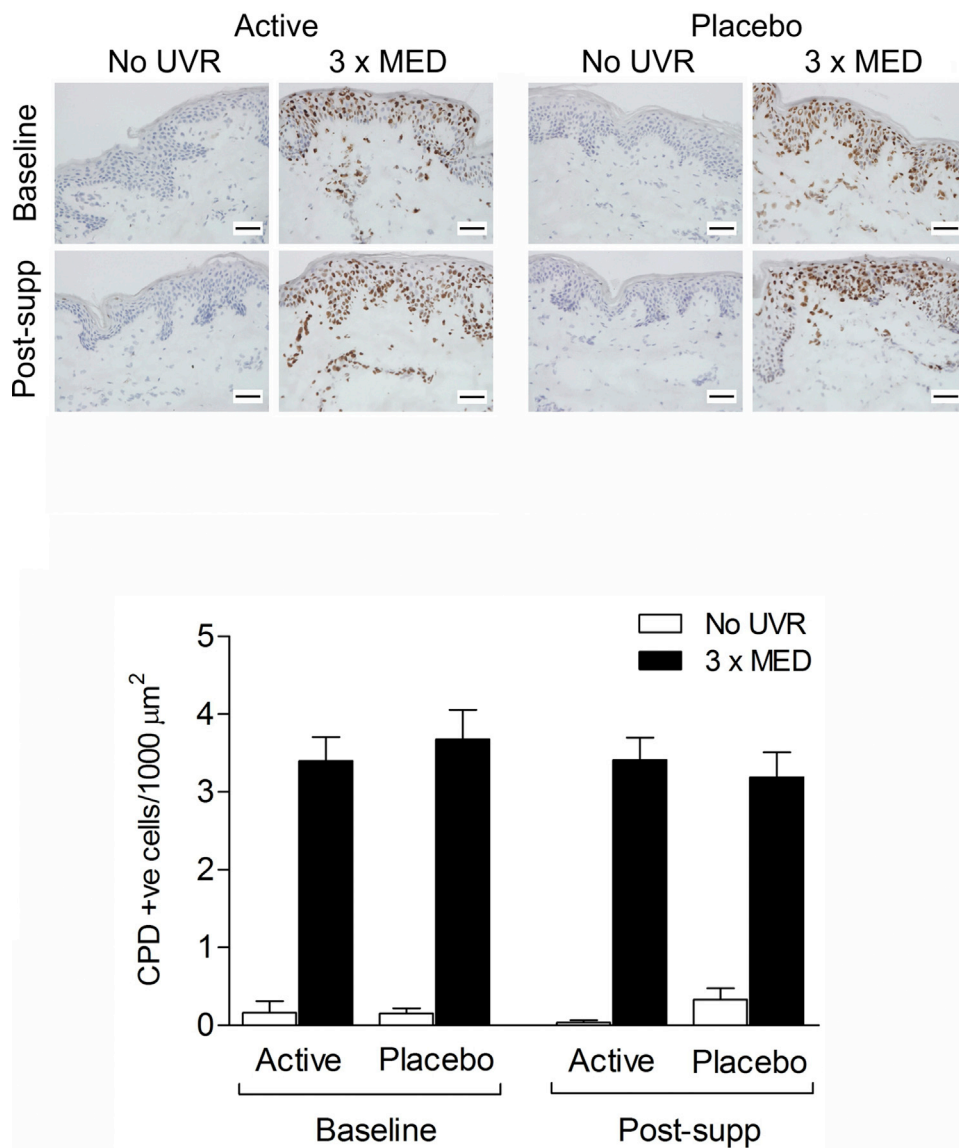 Active Placebo
No UVR 3 x MED No UVR 3 x MED
Baseline
Post-supp
No UVR
3 x MED
CPD +ve cells/1000 μm²
5
4
3
2
1
0
Active Placebo Active Placebo
Baseline Post-supp